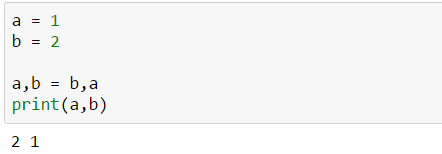 a = 1
b = 2
a,b = b,a
print(a,b)
2 1